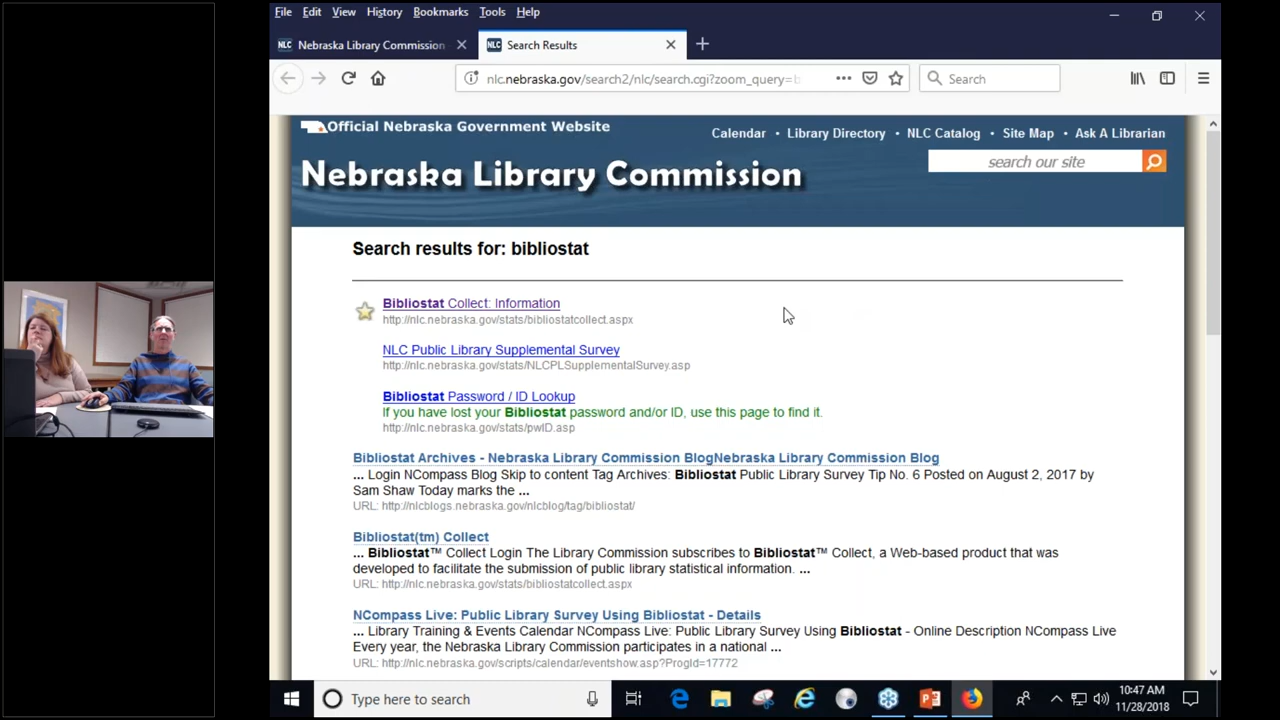 File Edit View History Bookmarks Tools Help
NLC Nebraska Library Commission
NLC Search Results
nlc.nebraska.gov/search2/nlc/search.cgi?zoom_query=b
Search
Official Nebraska Government Website
Calendar • Library Directory • NLC Catalog • Site Map • Ask A Librarian
Nebraska Library Commission
search our site
Search results for: bibliostat
Bibliostat Collect: Information
http://nlc.nebraska.gov/stats/bibliostatcollect.aspx
NLC Public Library Supplemental Survey
http://nlc.nebraska.gov/stats/NLCPLSupplementalSurvey.asp
Bibliostat Password / ID Lookup
If you have lost your Bibliostat password and/or ID, use this page to find it.
http://nlc.nebraska.gov/stats/pwID.asp
Bibliostat Archives - Nebraska Library Commission BlogNebraska Library Commission Blog
... Login NCompass Blog Skip to content Tag Archives: Bibliostat Public Library Survey Tip No. 6 Posted on August 2, 2017 by
Sam Shaw Today marks the ...
URL: http://nlcblogs.nebraska.gov/nlcblog/tag/bibliostat/
Bibliostat(tm) Collect
... Bibliostat™ Collect Login The Library Commission subscribes to Bibliostat™ Collect, a Web-based product that was
developed to facilitate the submission of public library statistical information. ...
URL: http://nlc.nebraska.gov/stats/bibliostatcollect.aspx
NCompass Live: Public Library Survey Using Bibliostat - Details
... Library Training & Events Calendar NCompass Live: Public Library Survey Using Bibliostat - Online Description NCompass Live
Every year, the Nebraska Library Commission participates in a national ...
URL: http://nlc.nebraska.gov/scripts/calendar/eventshow.asp?ProgId=17772
Type here to search
10:47 AM
11/28/2018